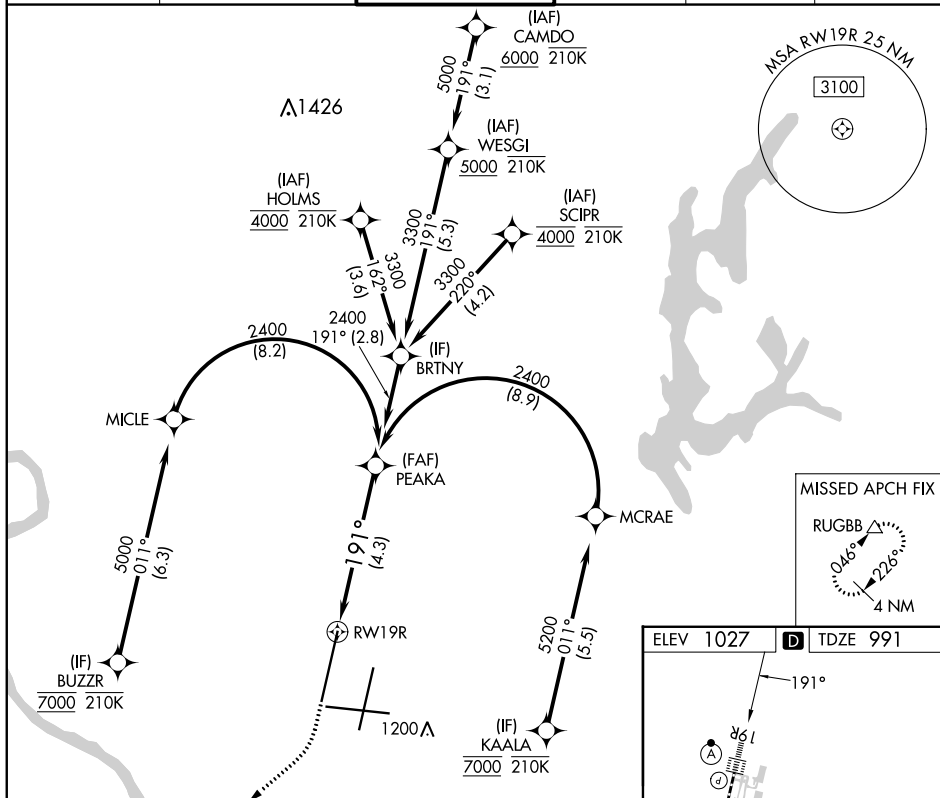 (IAF)
CAMDO
6000 210K
5000
191°
(3.1)
MSA RW19R 25 NM
3100
1426
(IAF)
WESGI
5000 210K
(IAF)
HOLMS
4000 210K
(IAF)
SCIPR
4000 210K
3300
191°
(5.3)
3300
162°
(3.6)
3300
220°
(4.2)
2400
191° (2.8)
(IF)
BRTNY
2400
(8.2)
2400
(8.9)
MICLE
(FAF)
PEAKA
MCRAE
191°
(4.3)
5000
011°
(6.3)
5200
011°
(5.5)
MISSED APCH FIX
RUGBB
046°
226°
4 NM
RW19R
(IF)
BUZZR
7000 210K
1200
(IF)
KAALA
7000 210K
ELEV 1027 D TDZE 991
191°
19R
A
P